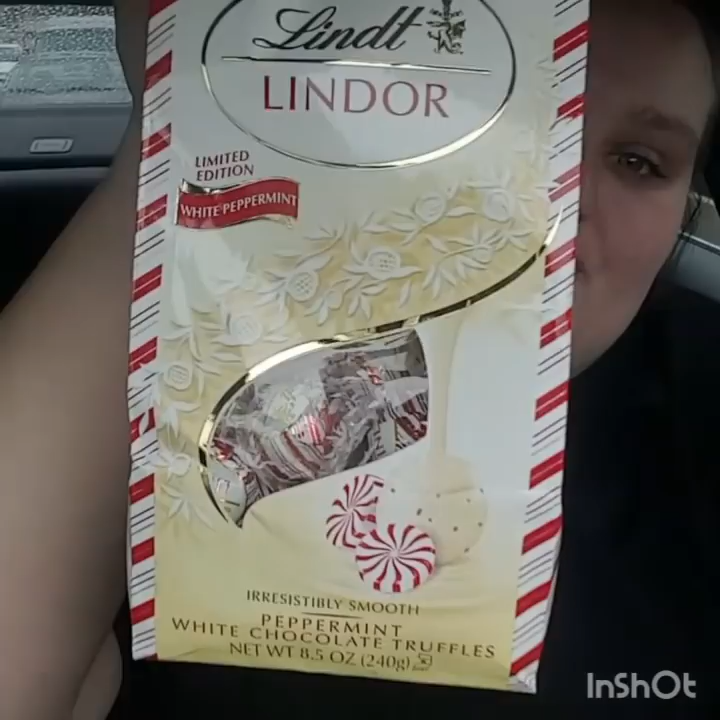 Lindt
LINDOR
LIMITED
EDITION
WHITE PEPPERMINT
IRRESISTIBLY SMOOTH
PEPPERMINT
WHITE CHOCOLATE TRUFFLES
NET WT 8.5 OZ (240g)
InShOt